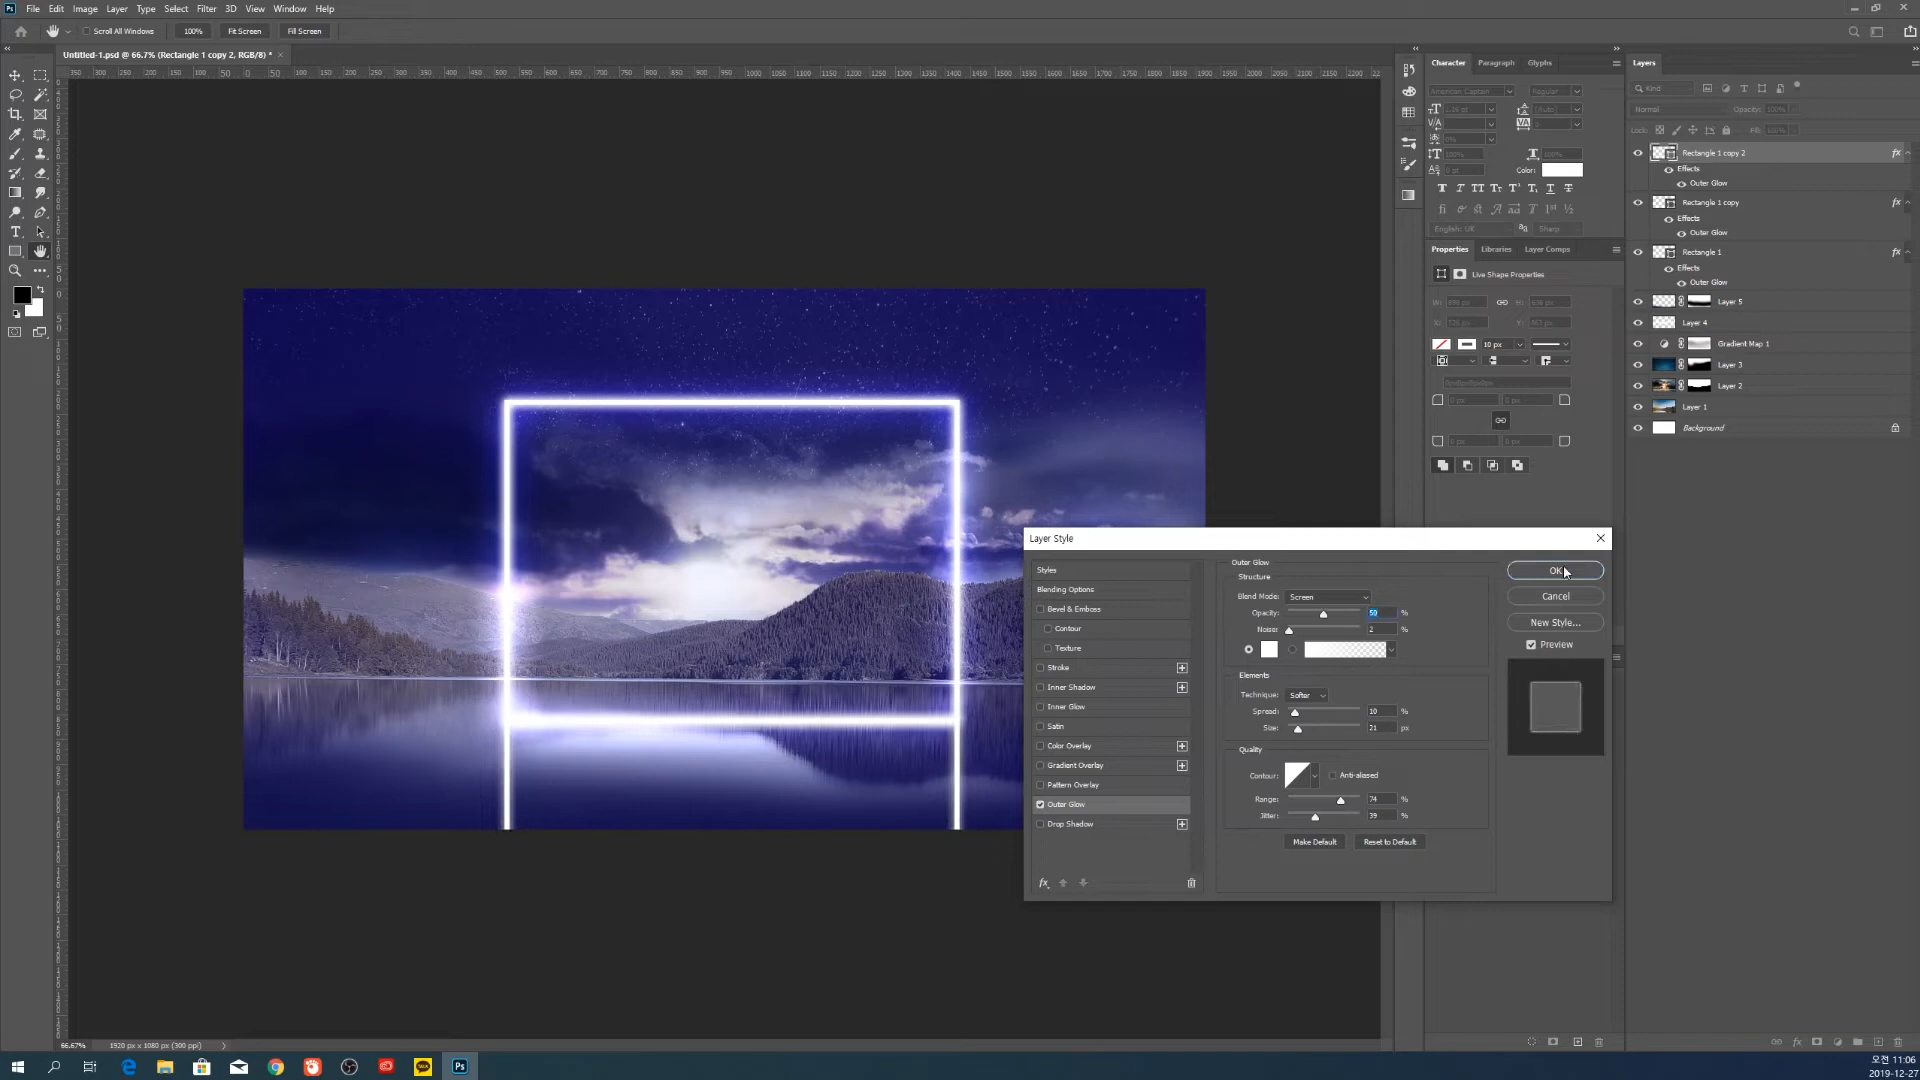 File Edit Image Layer Type Select Filter 3D View Window Help
Scroll All Windows 100% Fit Screen Fill Screen
Untitled-1.psd @ 66.7% (Rectangle 1 copy 2, RGB/8) *
Character Paragraph Glyphs
American Captain Regular
0%
100% 100%
0 pt Color:
English: UK Sharp
Properties Libraries Layer Comps
Live Shape Properties
10 px
Layers
Kind
Normal Opacity: 100%
Lock: Fill: 100%
Rectangle 1 copy 2 fx
Effects
Outer Glow
Rectangle 1 copy fx
Effects
Outer Glow
Rectangle 1 fx
Effects
Outer Glow
Layer 5
Layer 4
Gradient Map 1
Layer 3
Layer 2
Layer 1
Background
Layer Style
Styles
Blending Options
Bevel & Emboss
Contour
Texture
Stroke
Inner Shadow
Inner Glow
Satin
Color Overlay
Gradient Overlay
Pattern Overlay
Outer Glow
Drop Shadow
Outer Glow
Structure
Blend Mode: Screen
Opacity: 50 %
Noise: 2 %
Elements
Technique: Softer
Spread: 10 %
Size: 21 px
Quality
Contour: Anti-aliased
Range: 74 %
Jitter: 39 %
Make Default Reset to Default
OK
Cancel
New Style...
Preview
66.67% 1920 px x 1080 px (300 ppi)
오전 11:06
2019-12-27